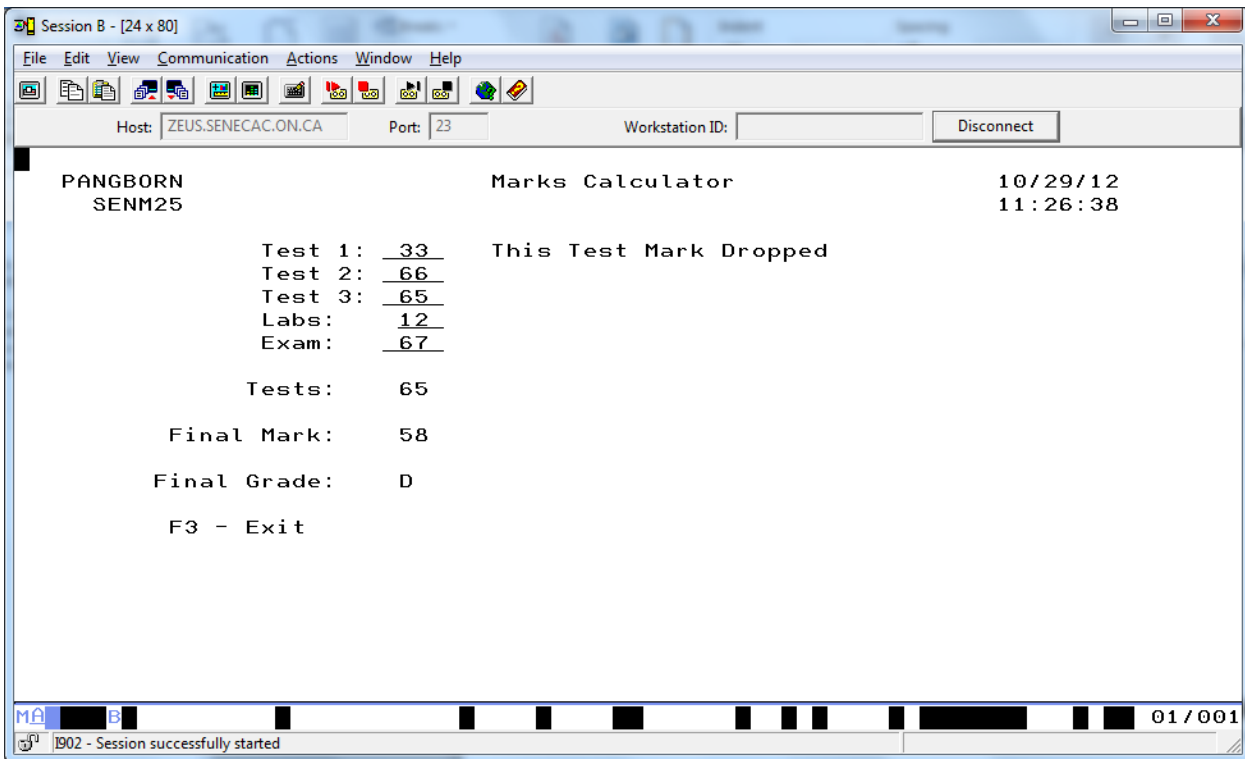 Session B - [24 x 80]
File Edit View Communication Actions Window Help
Host: ZEUS.SENECAC.ON.CA Port: 23 Workstation ID: Disconnect
PANGBORN Marks Calculator 10/29/12
SENM25 11:26:38
Test 1: 33 This Test Mark Dropped
Test 2: 66
Test 3: 65
Labs: 12
Exam: 67
Tests: 65
Final Mark: 58
Final Grade: D
F3 - Exit
MA B 01/001
I902 - Session successfully started